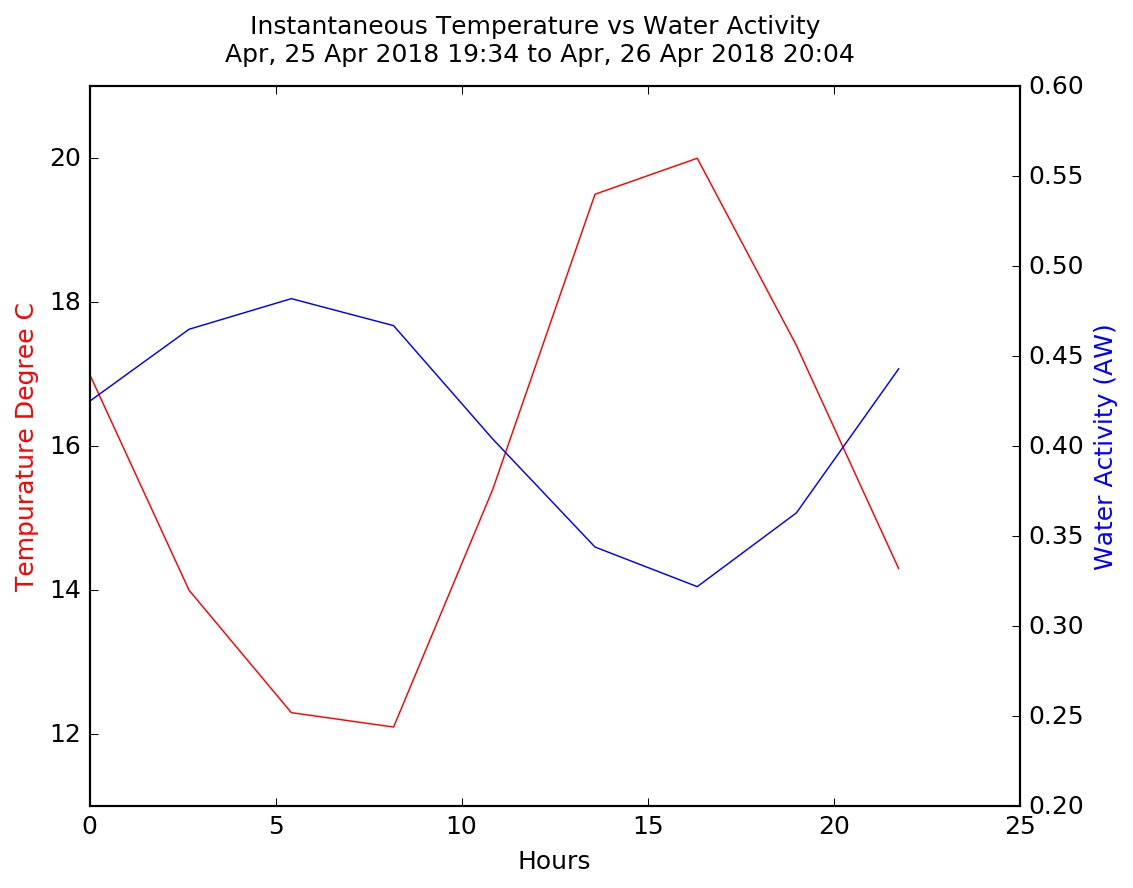 Instantaneous Temperature vs Water Activity
Apr, 25 Apr 2018 19:34 to Apr, 26 Apr 2018 20:04
Tempurature Degree C
20
18
16
14
12
0.60
0.55
0.50
0.45
0.40
0.35
0.30
0.25
0.20
Water Activity (AW)
0 5 10 15 20 25
Hours